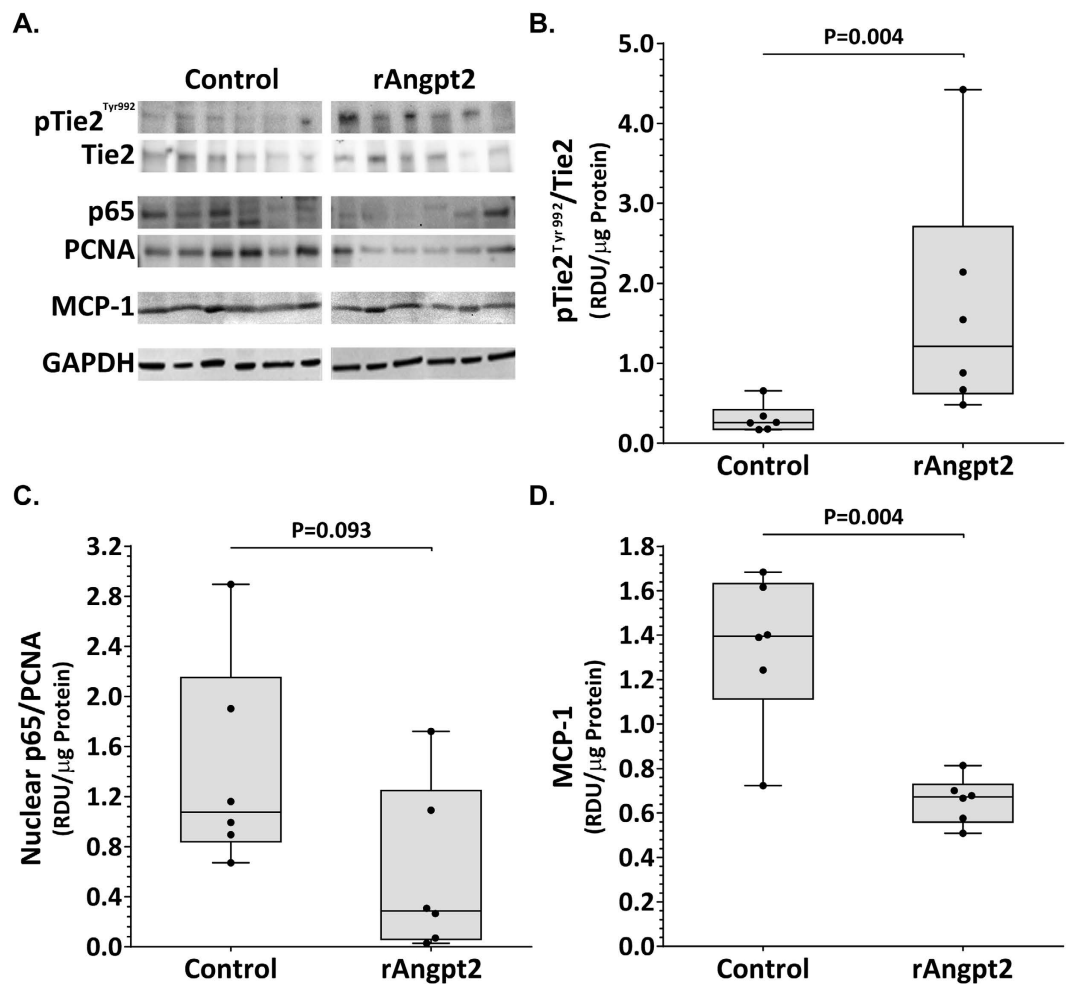 A.
Control rAngpt2
pTie2Tyr992
Tie2
p65
PCNA
MCP-1
GAPDH
B.
P=0.004
pTie2Tyr992/Tie2
(RDU/µg Protein)
5.0
4.0
3.0
2.0
1.0
0.0
Control rAngpt2
C.
P=0.093
Nuclear p65/PCNA
(RDU/µg Protein)
3.2
2.8
2.4
2.0
1.6
1.2
0.8
0.4
0.0
Control rAngpt2
D.
P=0.004
MCP-1
(RDU/µg Protein)
1.8
1.6
1.4
1.2
1.0
0.8
0.6
0.4
0.2
0.0
Control rAngpt2